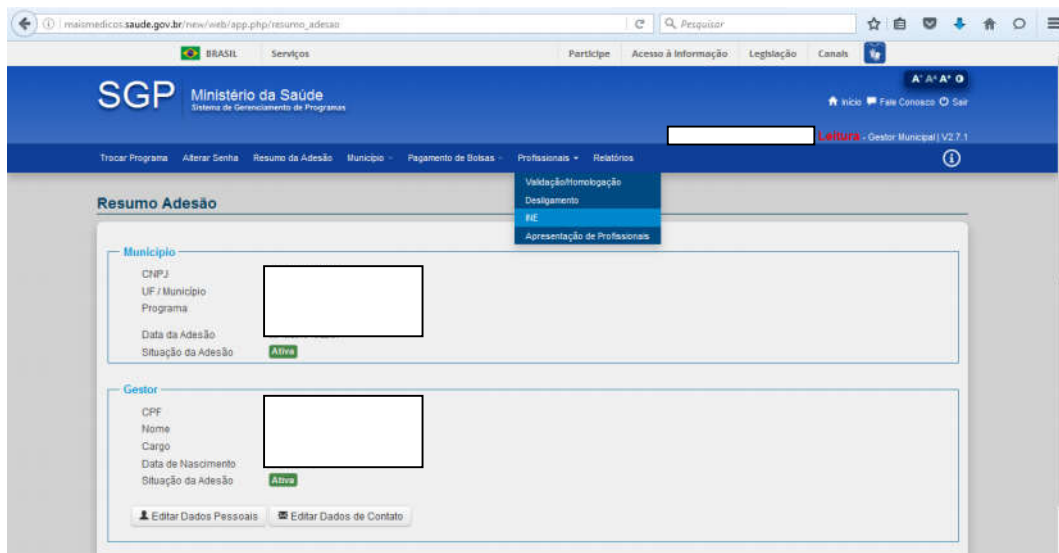 maismedicos.saude.gov.br/new/web/app.php/resumo_adesao
Pesquisar
BRASIL Serviços Participe Acesso à Informação Legislação Canais
SGP Ministério da Saúde
Sistema de Gerenciamento de Programas
A- A+ A+
Início Fale Conosco Sair
Leitura - Gestor Municipal | V2.7.1
Trocar Programa Alterar Senha Resumo da Adesão Município Pagamento de Bolsas Profissionais Relatórios
Validação/Homologação
Desligamento
INE
Apresentação de Profissionais
Resumo Adesão
Município
CNPJ
UF / Município
Programa
Data da Adesão
Situação da Adesão Ativa
Gestor
CPF
Nome
Cargo
Data de Nascimento
Situação da Adesão Ativa
Editar Dados Pessoais Editar Dados de Contato